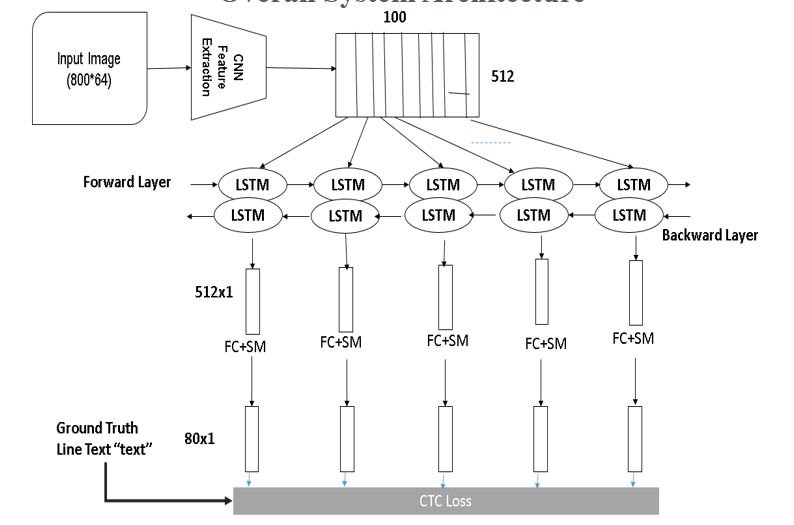 Overall System Architecture
100
Input Image
(800*64)
CNN
Feature
Extraction
512
Forward Layer
LSTM LSTM LSTM LSTM LSTM
LSTM LSTM LSTM LSTM LSTM
Backward Layer
512x1
FC+SM FC+SM FC+SM FC+SM FC+SM
Ground Truth
Line Text “text”
80x1
CTC Loss